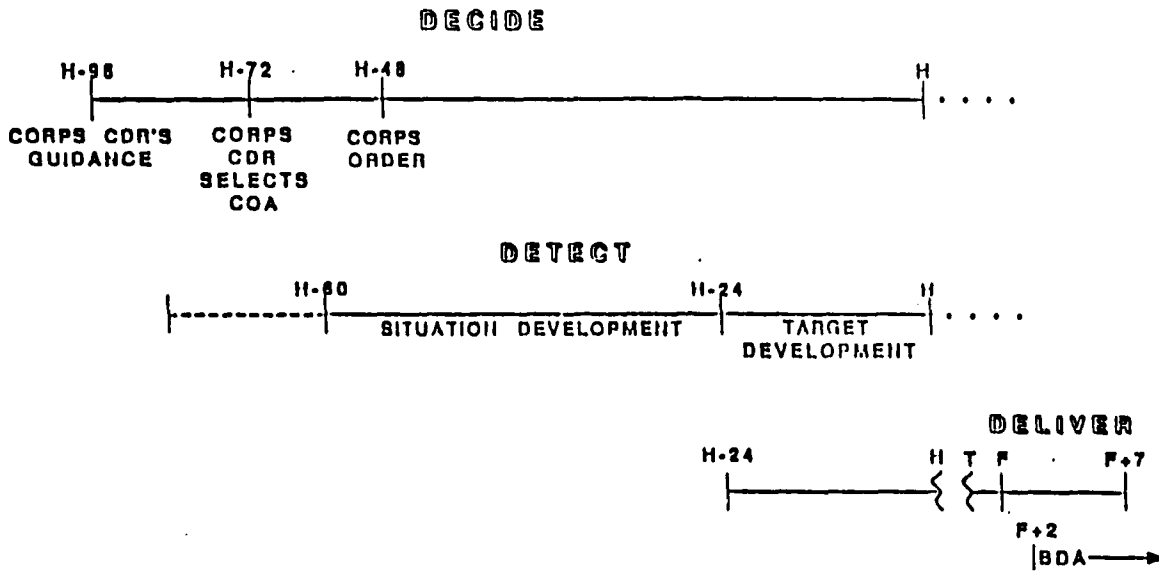 DECIDE
H-96 H-72 H-48 H
CORPS CDR'S
GUIDANCE
CORPS
CDR
SELECTS
COA
CORPS
ORDER
DETECT
H-60 H-24 H
SITUATION DEVELOPMENT
TARGET
DEVELOPMENT
DELIVER
H-24 H T F F+7
F+2
BDA